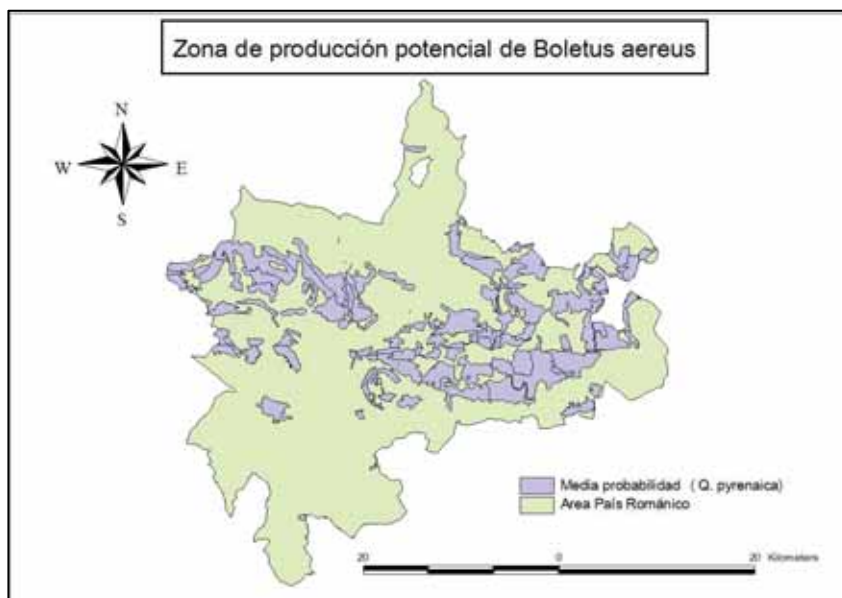 Zona de producción potencial de Boletus aereus
N
W E
S
Media probabilidad ( Q. pyrenaica)
Area País Románico
20 0 20 Kilometers